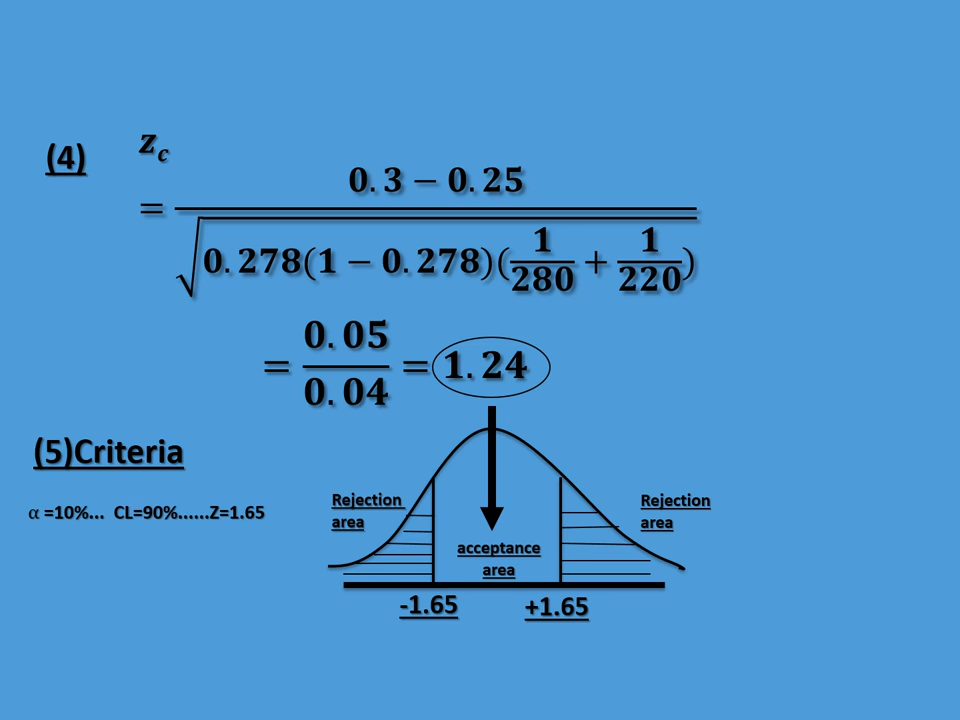 (4)
z_c
= (0.3 − 0.25) / √(0.278(1 − 0.278)(1/280 + 1/220))
= 0.05/0.04 = 1.24
(5)Criteria
α =10%... CL=90%......Z=1.65
Rejection
area
acceptance
area
Rejection
area
-1.65
+1.65